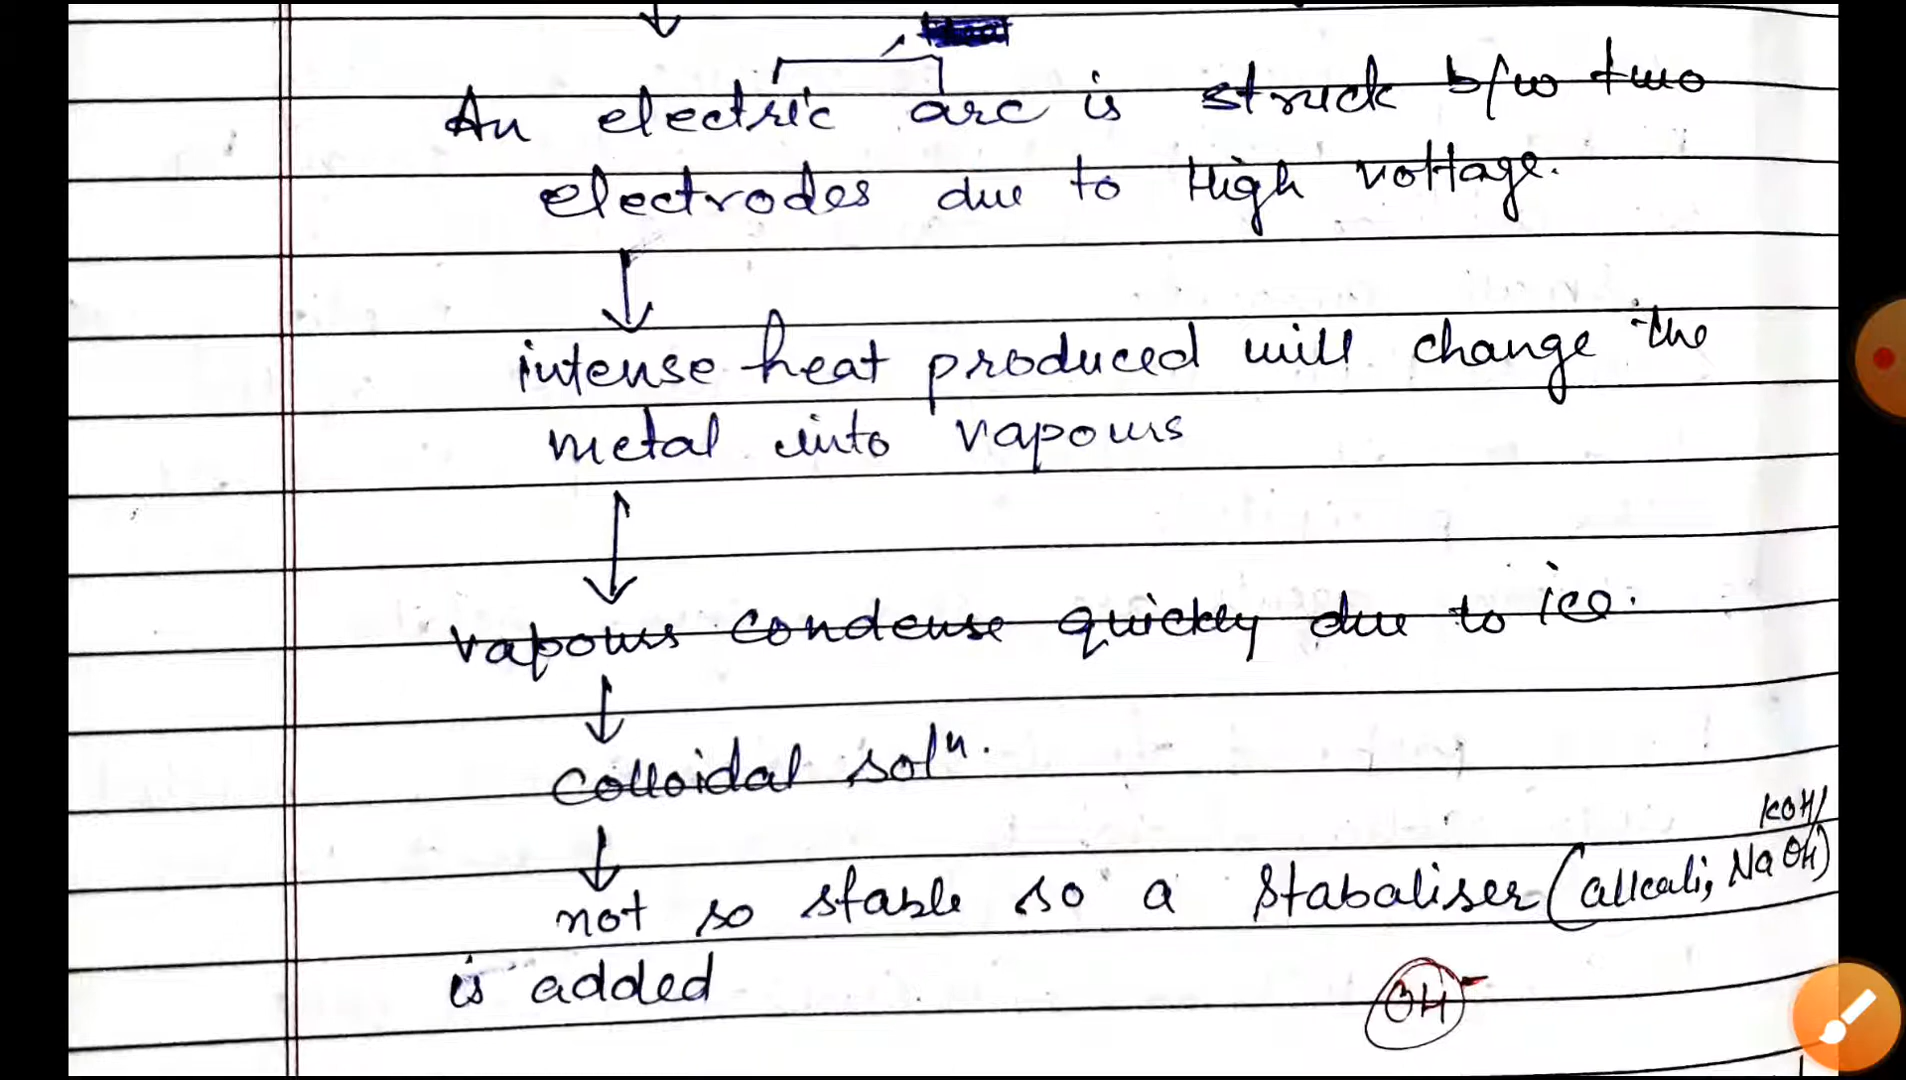 An electric arc is struck b/w two
electrodes due to High voltage.
intense heat produced will change the
metal into vapours
vapours condense quickly due to ice.
Colloidal solⁿ.
KOH/
not so stable so a stabaliser (alkali, NaOH)
is added
OH⁻